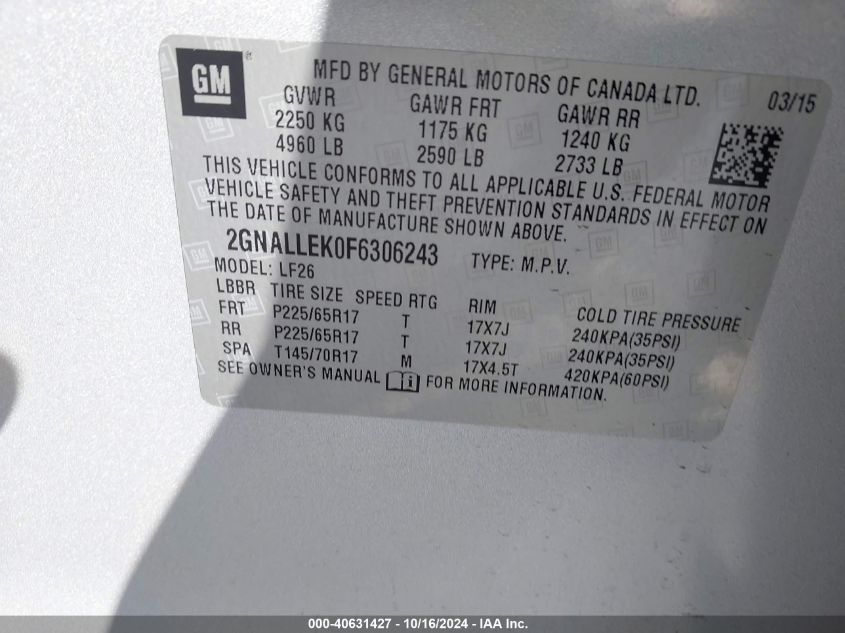 GM ®
MFD BY GENERAL MOTORS OF CANADA LTD.
03/15
GVWR GAWR FRT GAWR RR
2250 KG 1175 KG 1240 KG
4960 LB 2590 LB 2733 LB
THIS VEHICLE CONFORMS TO ALL APPLICABLE U.S. FEDERAL MOTOR
VEHICLE SAFETY AND THEFT PREVENTION STANDARDS IN EFFECT ON
THE DATE OF MANUFACTURE SHOWN ABOVE.
2GNALLEK0F6306243 TYPE: M.P.V.
MODEL: LF26
LBBR TIRE SIZE SPEED RTG RIM COLD TIRE PRESSURE
FRT P225/65R17 T 17X7J 240KPA(35PSI)
RR P225/65R17 T 17X7J 240KPA(35PSI)
SPA T145/70R17 M 17X4.5T 420KPA(60PSI)
SEE OWNER'S MANUAL FOR MORE INFORMATION.
000-40631427 - 10/16/2024 - IAA Inc.